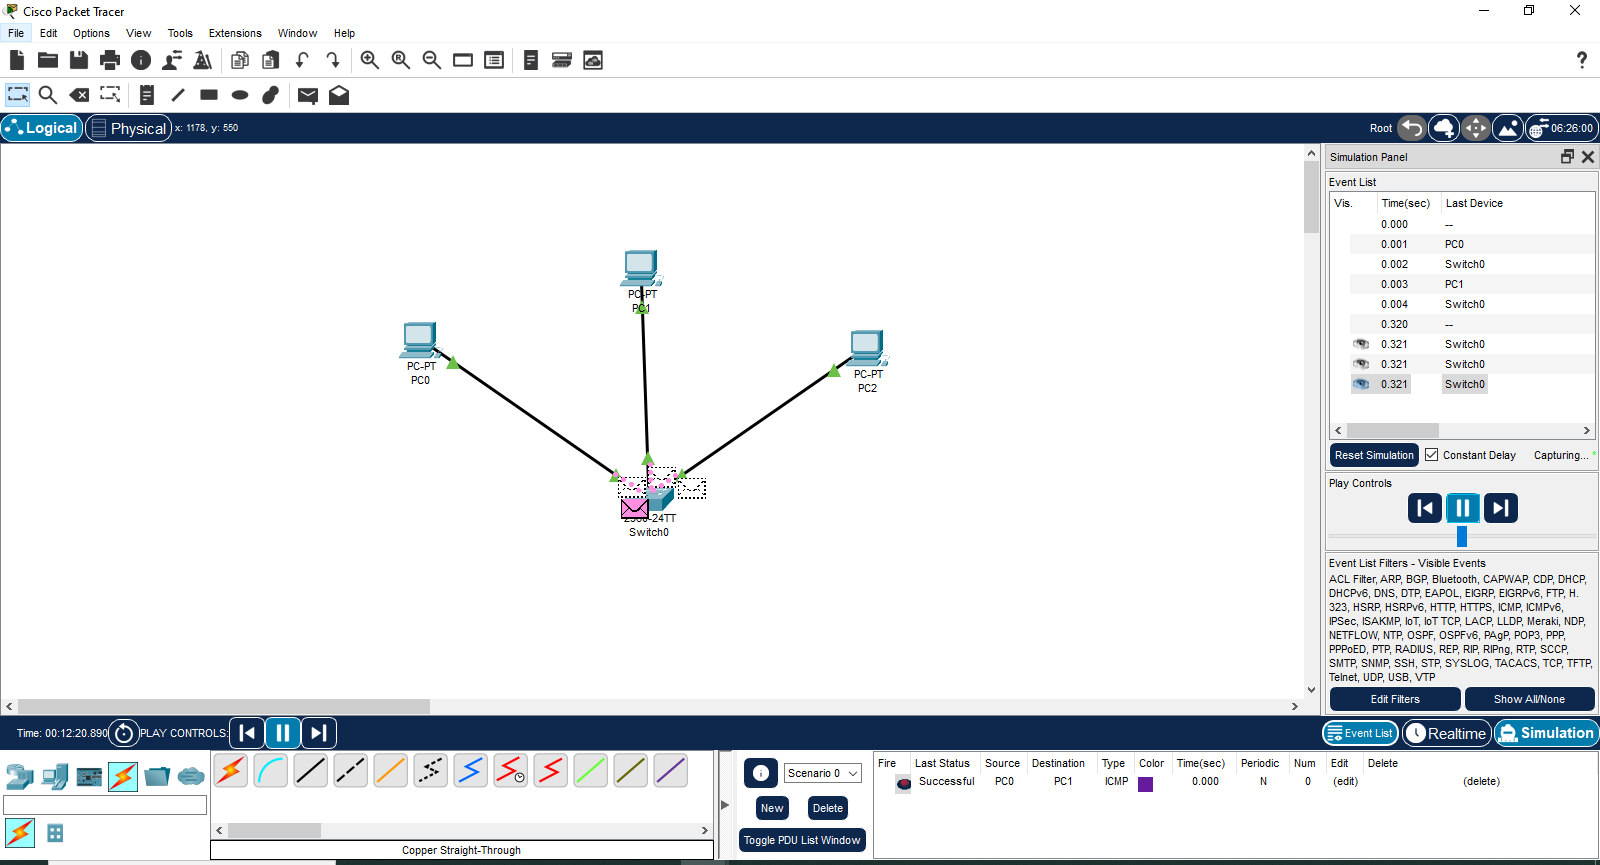 Cisco Packet Tracer
File Edit Options View Tools Extensions Window Help
Logical Physical x: 1178, y: 550 Root 06:26:00
Simulation Panel
Event List
Vis. Time(sec) Last Device
0.000 --
0.001 PC0
0.002 Switch0
0.003 PC1
0.004 Switch0
0.320 --
0.321 Switch0
0.321 Switch0
0.321 Switch0
Reset Simulation Constant Delay Capturing... *
Play Controls
Event List Filters - Visible Events
ACL Filter, ARP, BGP, Bluetooth, CAPWAP, CDP, DHCP,
DHCPv6, DNS, DTP, EAPOL, EIGRP, EIGRPv6, FTP, H.
323, HSRP, HSRPv6, HTTP, HTTPS, ICMP, ICMPv6,
IPSec, ISAKMP, IoT, IoT TCP, LACP, LLDP, Meraki, NDP,
NETFLOW, NTP, OSPF, OSPFv6, PAgP, POP3, PPP,
PPPoED, PTP, RADIUS, REP, RIP, RIPng, RTP, SCCP,
SMTP, SNMP, SSH, STP, SYSLOG, TACACS, TCP, TFTP,
Telnet, UDP, USB, VTP
Edit Filters Show All/None
PC-PT
PC1
PC-PT
PC0
PC-PT
PC2
-24TT
Switch0
Time: 00:12:20.890 PLAY CONTROLS: Event List Realtime Simulation
Copper Straight-Through
Scenario 0
New Delete
Toggle PDU List Window
Fire Last Status Source Destination Type Color Time(sec) Periodic Num Edit Delete
Successful PC0 PC1 ICMP 0.000 N 0 (edit) (delete)